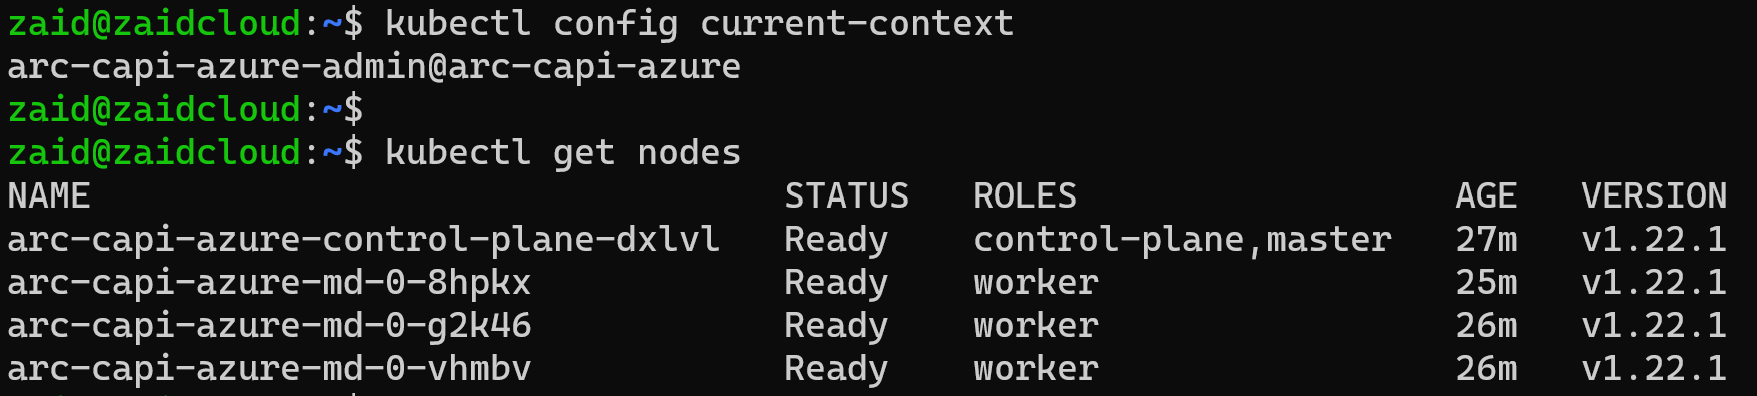 zaid@zaidcloud:~$ kubectl config current-context
arc-capi-azure-admin@arc-capi-azure
zaid@zaidcloud:~$
zaid@zaidcloud:~$ kubectl get nodes
NAME STATUS ROLES AGE VERSION
arc-capi-azure-control-plane-dxlvl Ready control-plane,master 27m v1.22.1
arc-capi-azure-md-0-8hpkx Ready worker 25m v1.22.1
arc-capi-azure-md-0-g2k46 Ready worker 26m v1.22.1
arc-capi-azure-md-0-vhmbv Ready worker 26m v1.22.1